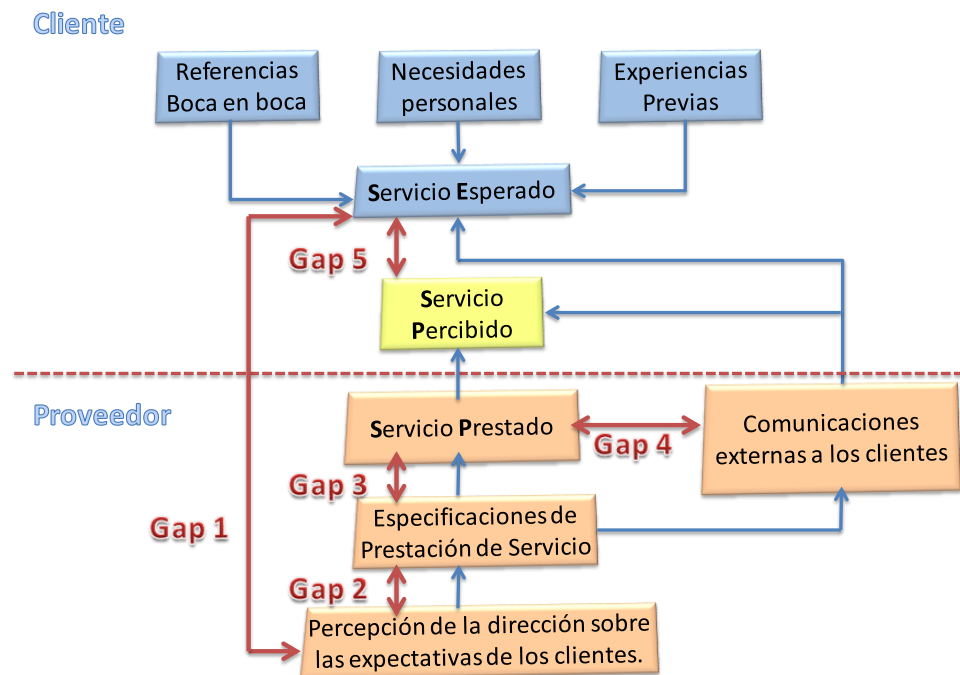 Cliente
Referencias
Boca en boca
Necesidades
personales
Experiencias
Previas
Servicio Esperado
Gap 5
Servicio
Percibido
Proveedor
Servicio Prestado
Gap 4
Comunicaciones
externas a los clientes
Gap 3
Especificaciones de
Prestación de Servicio
Gap 1
Gap 2
Percepción de la dirección sobre
las expectativas de los clientes.